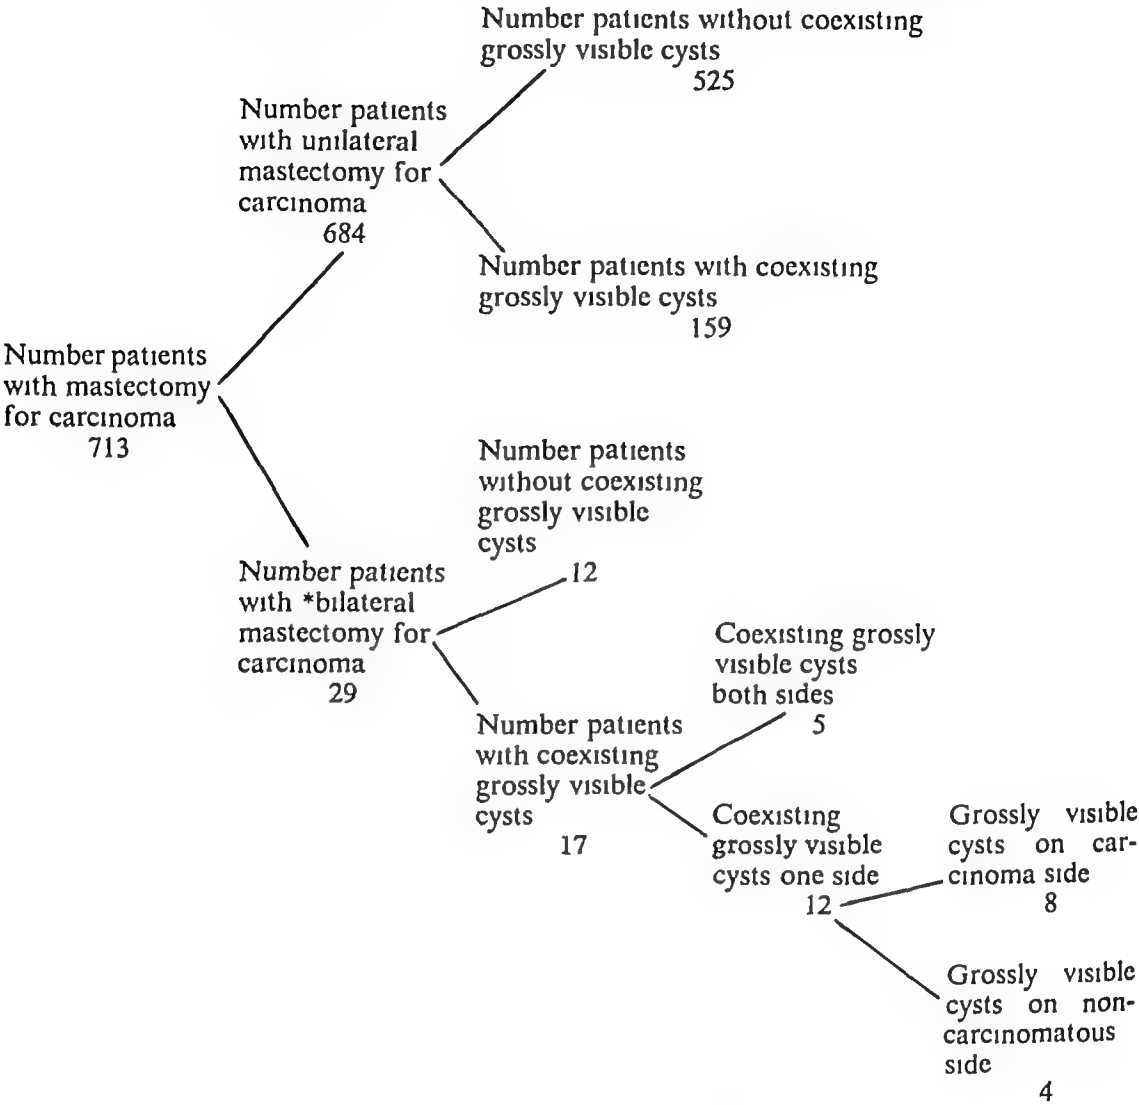 Number patients without coexisting
grossly visible cysts
525
Number patients
with unilateral
mastectomy for
carcinoma
684
Number patients with coexisting
grossly visible cysts
159
Number patients
with mastectomy
for carcinoma
713
Number patients
without coexisting
grossly visible
cysts
12
Number patients
with *bilateral
mastectomy for
carcinoma
29
Coexisting grossly
visible cysts
both sides
5
Number patients
with coexisting
grossly visible
cysts
17
Coexisting
grossly visible
cysts one side
12
Grossly visible
cysts on car-
cinoma side
8
Grossly visible
cysts on non-
carcinomatous
side
4